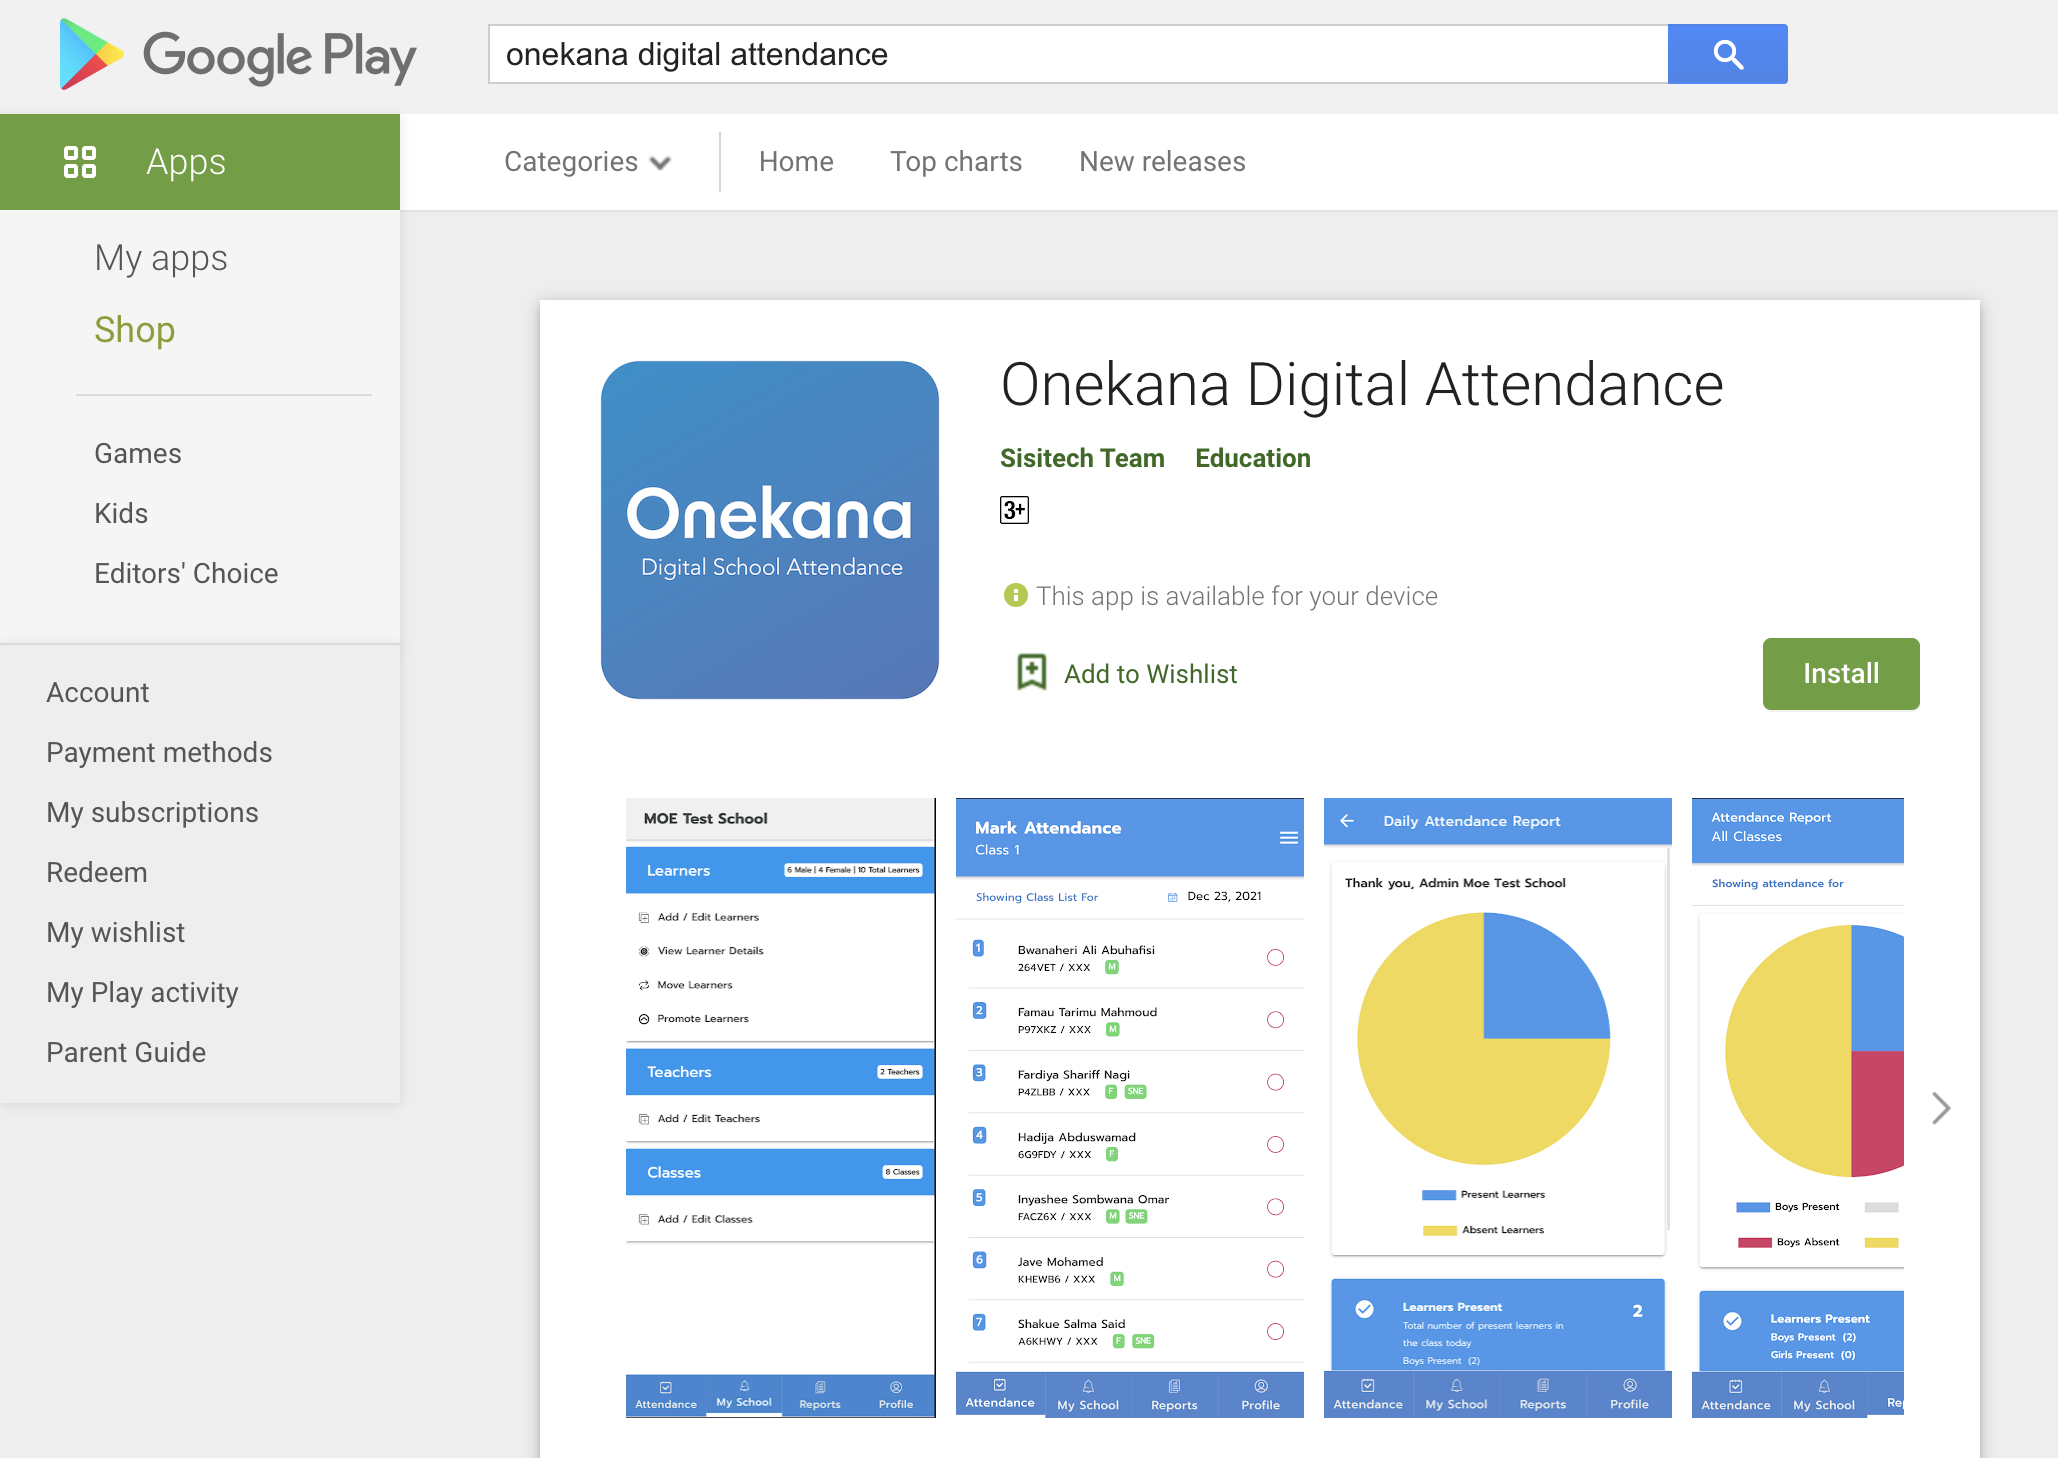 Google Play
onekana digital attendance
Apps
Categories
Home
Top charts
New releases
My apps
Shop
Games
Kids
Editors' Choice
Account
Payment methods
My subscriptions
Redeem
My wishlist
My Play activity
Parent Guide
Onekana
Digital School Attendance
Onekana Digital Attendance
Sisitech Team Education
3+
This app is available for your device
Add to Wishlist
Install
MOE Test School
Learners 6 Male | 4 Female | 10 Total Learners
Add / Edit Learners
View Learner Details
Move Learners
Promote Learners
Teachers 2 Teachers
Add / Edit Teachers
Classes 8 Classes
Add / Edit Classes
Attendance My School Reports Profile
Mark Attendance
Class 1
Showing Class List For Dec 23, 2021
1 Bwanaheri Ali Abuhafisi
264VET / XXX M
2 Famau Tarimu Mahmoud
P97XKZ / XXX M
3 Fardiya Shariff Nagi
P4ZLBB / XXX F SNE
4 Hadija Abduswamad
6G9FDY / XXX F
5 Inyashee Sombwana Omar
FACZ6X / XXX M SNE
6 Jave Mohamed
KHEWB6 / XXX M
7 Shakue Salma Said
A6KHWY / XXX F SNE
Attendance My School Reports Profile
Daily Attendance Report
Thank you, Admin Moe Test School
Present Learners
Absent Learners
Learners Present 2
Total number of present learners in
the class today
Boys Present (2)
Attendance My School Reports Profile
Attendance Report
All Classes
Showing attendance for
Boys Present
Boys Absent
Learners Present
Boys Present (2)
Girls Present (0)
Attendance My School Re